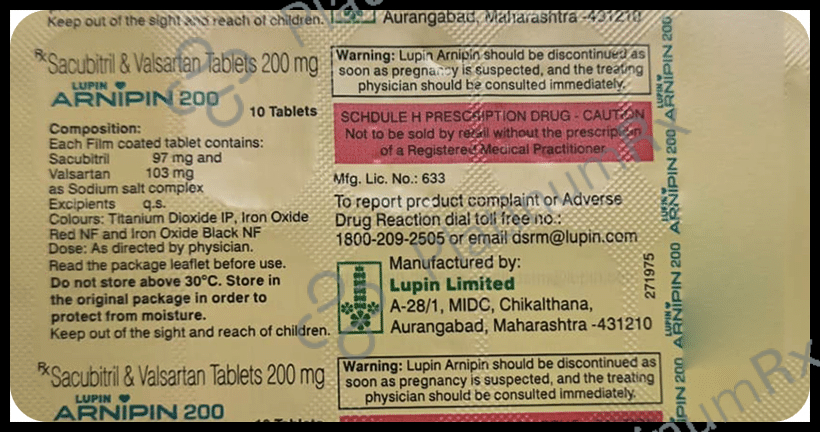 Keep out of the sight and reach of children.
Rx Sacubitril & Valsartan Tablets 200 mg
LUPIN
ARNIPIN 200
10 Tablets
Composition:
Each Film coated tablet contains:
Sacubitril 97 mg and
Valsartan 103 mg
as Sodium salt complex
Excipients q.s.
Colours: Titanium Dioxide IP, Iron Oxide
Red NF and Iron Oxide Black NF
Dose: As directed by physician.
Read the package leaflet before use.
Do not store above 30°C. Store in
the original package in order to
protect from moisture.
Keep out of the sight and reach of children.
Rx Sacubitril & Valsartan Tablets 200 mg
LUPIN
ARNIPIN 200
10 Tablets
Aurangabad, Maharashtra -431210
Warning: Lupin Arnipin should be discontinued as
soon as pregnancy is suspected, and the treating
physician should be consulted immediately.
SCHDULE H PRESCRIPTION DRUG - CAUTION
Not to be sold by retail without the prescription
of a Registered Medical Practitioner.
Mfg. Lic. No.: 633
To report product complaint or Adverse
Drug Reaction dial toll free no.:
1800-209-2505 or email dsrm@lupin.com
Manufactured by:
Lupin Limited
A-28/1, MIDC, Chikalthana,
Aurangabad, Maharashtra -431210
271975
Warning: Lupin Arnipin should be discontinued as
soon as pregnancy is suspected, and the treating
physician should be consulted immediately.
LUPIN
ARNIPIN 200
LUPIN
ARNIPIN 200
LUPIN
ARNIPIN 200
PIN 200
PlatinumRx
PlatinumRx